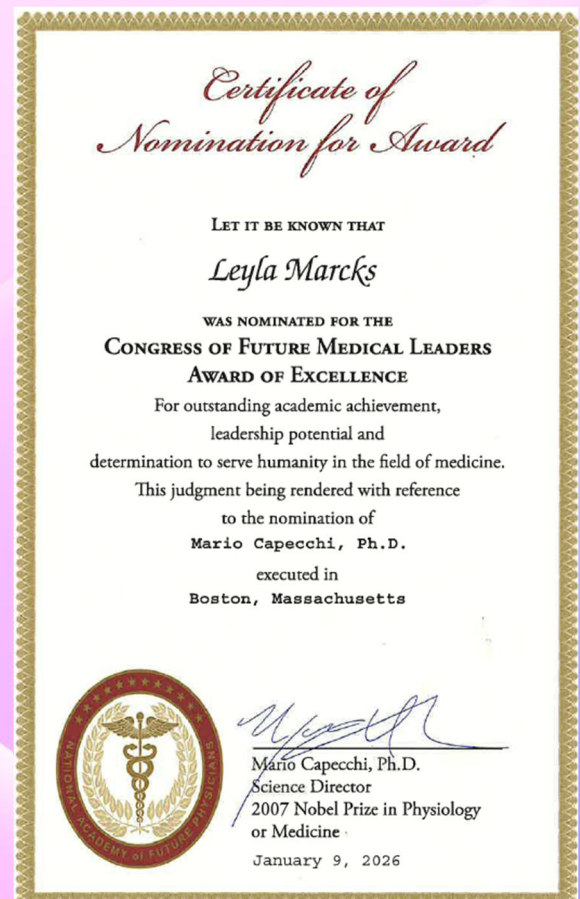 Certificate of
Nomination for Award
LET IT BE KNOWN THAT
Leyla Marcks
WAS NOMINATED FOR THE
CONGRESS OF FUTURE MEDICAL LEADERS
AWARD OF EXCELLENCE
For outstanding academic achievement,
leadership potential and
determination to serve humanity in the field of medicine.
This judgment being rendered with reference
to the nomination of
Mario Capecchi, Ph.D.
executed in
Boston, Massachusetts
NATIONAL ACADEMY of FUTURE PHYSICIANS
Mario Capecchi, Ph.D.
Science Director
2007 Nobel Prize in Physiology
or Medicine
January 9, 2026